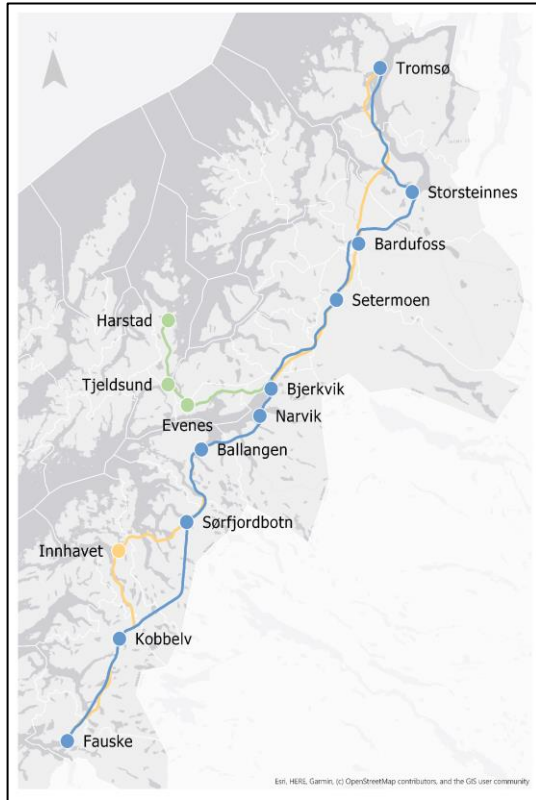 N
Tromsø
Storsteinnes
Bardufoss
Setermoen
Harstad
Tjeldsund
Bjerkvik
Evenes
Narvik
Ballangen
Sørfjordbotn
Innhavet
Kobbelv
Fauske
Esri, HERE, Garmin, (c) OpenStreetMap contributors, and the GIS user community